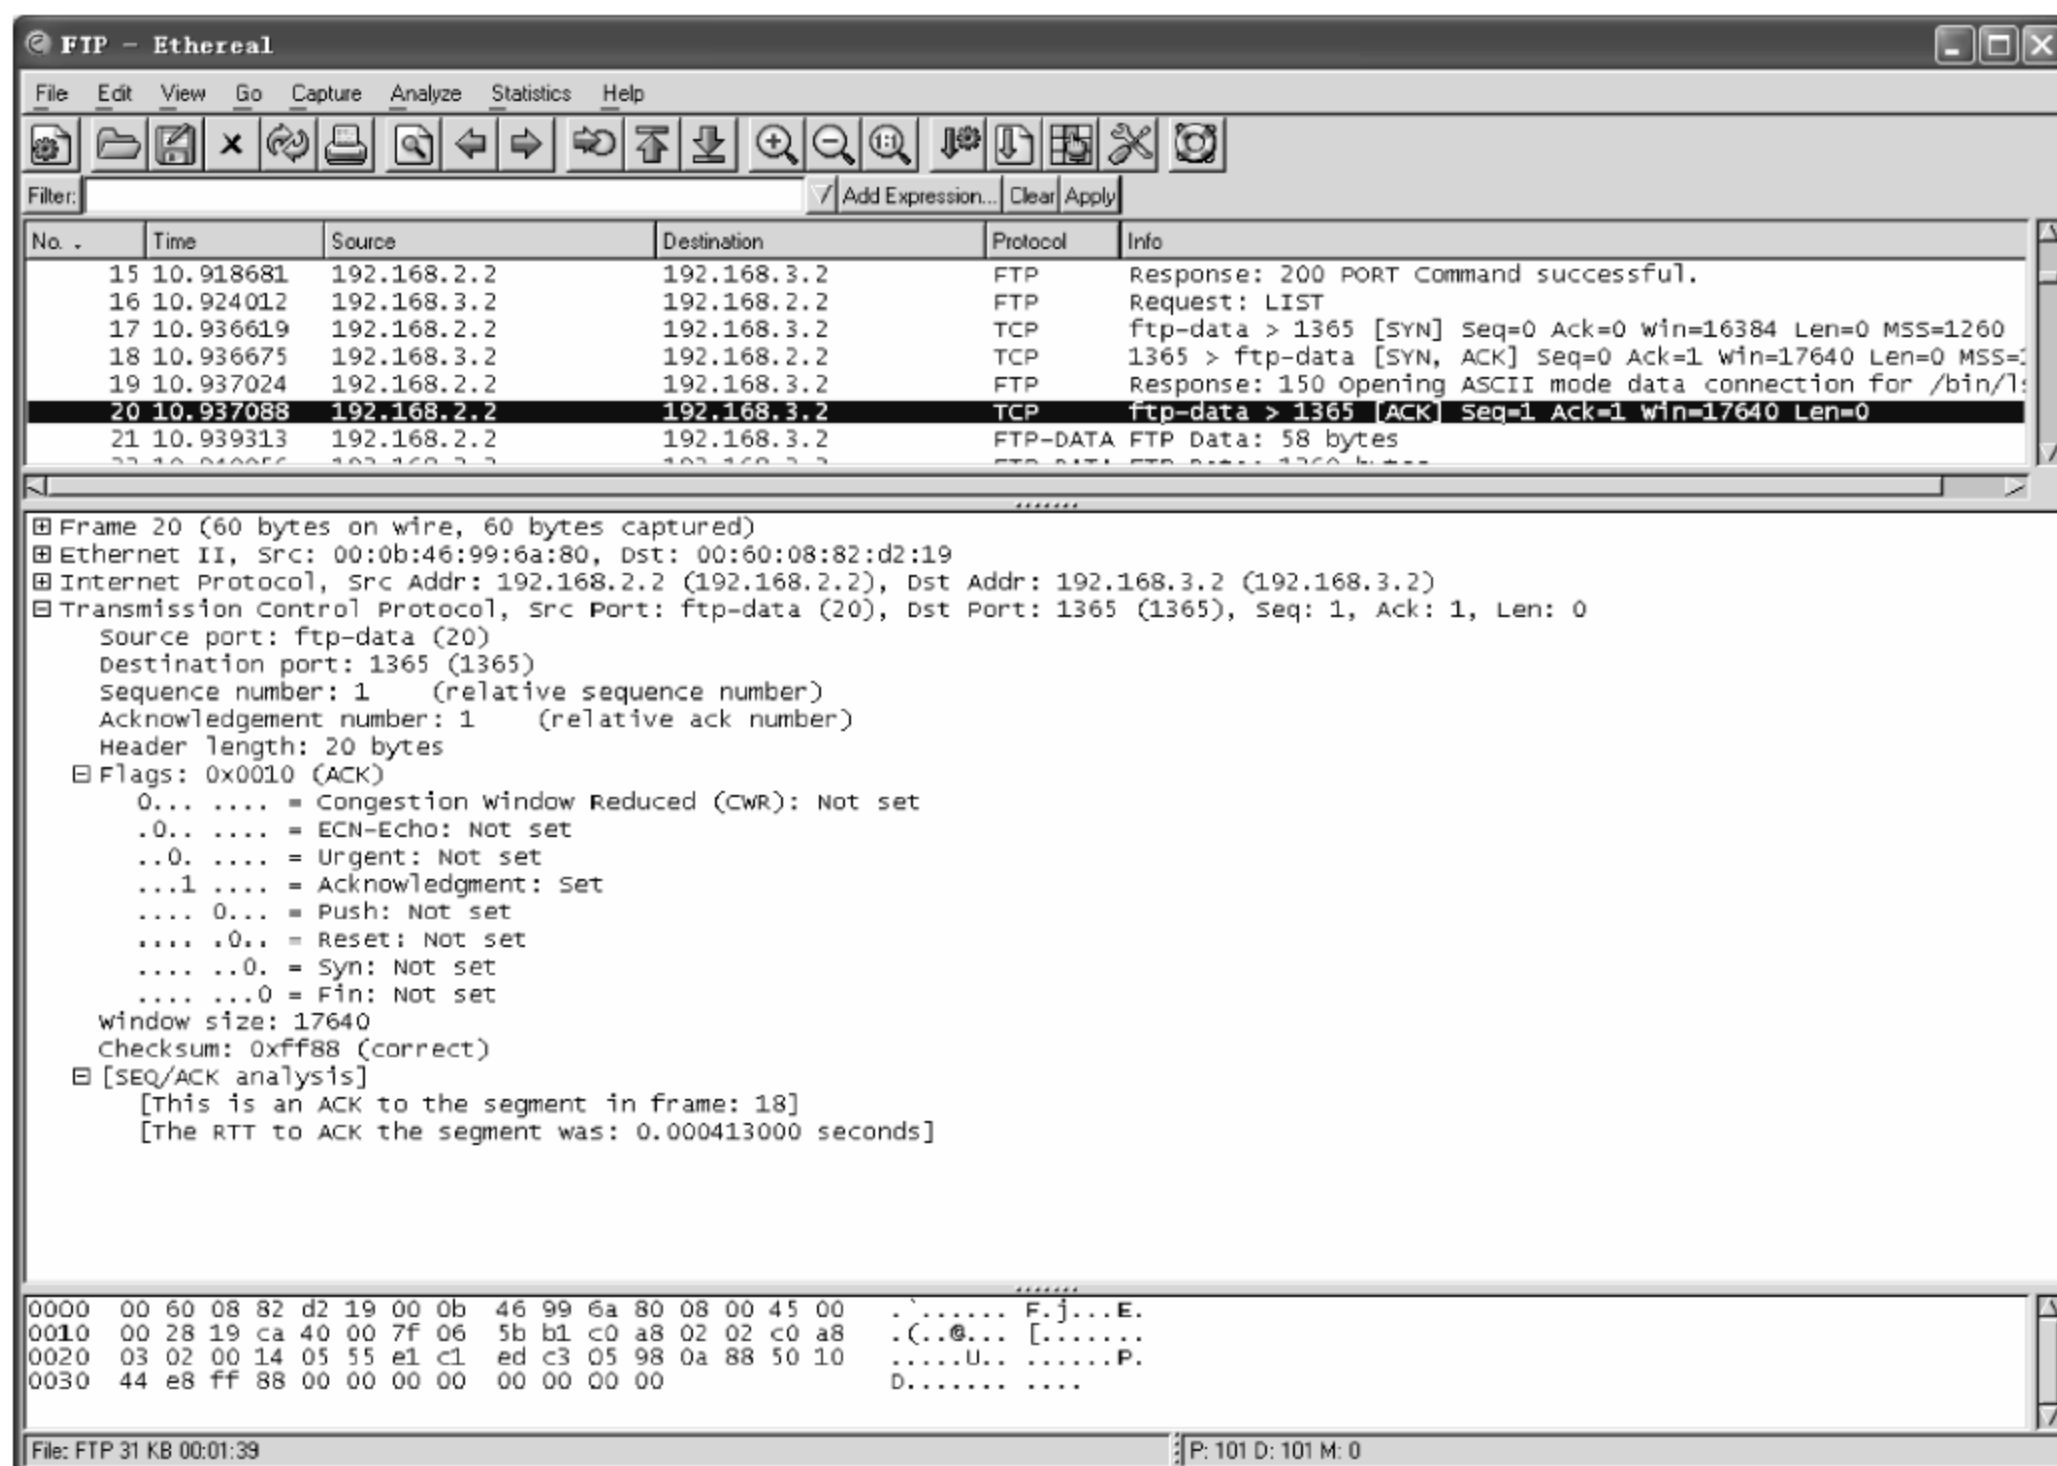 FTP - Ethereal
File Edit View Go Capture Analyze Statistics Help
Filter: Add Expression... Clear Apply
No. . Time Source Destination Protocol Info
15 10.918681 192.168.2.2 192.168.3.2 FTP Response: 200 PORT Command successful.
16 10.924012 192.168.3.2 192.168.2.2 FTP Request: LIST
17 10.936619 192.168.2.2 192.168.3.2 TCP ftp-data > 1365 [SYN] Seq=0 Ack=0 Win=16384 Len=0 MSS=1260
18 10.936675 192.168.3.2 192.168.2.2 TCP 1365 > ftp-data [SYN, ACK] Seq=0 Ack=1 Win=17640 Len=0 MSS=
19 10.937024 192.168.2.2 192.168.3.2 FTP Response: 150 Opening ASCII mode data connection for
20 10.937088 192.168.2.2 192.168.3.2 TCP ftp-data > 1365 [ACK] Seq=1 Ack=1 Win=17640 Len=0
21 10.939313 192.168.2.2 192.168.3.2 FTP-DATA FTP Data: 58 bytes
Frame 20 (60 bytes on wire, 60 bytes captured)
Ethernet II, Src: 00:0b:46:99:6a:80, Dst: 00:60:08:82:d2:19
Internet Protocol, Src Addr: 192.168.2.2 (192.168.2.2), Dst Addr: 192.168.3.2 (192.168.3.2)
Transmission Control Protocol, Src Port: ftp-data (20), Dst Port: 1365 (1365), Seq: 1, Ack: 1, Len: 0
Source port: ftp-data (20)
Destination port: 1365 (1365)
Sequence number: 1 (relative sequence number)
Acknowledgement number: 1 (relative ack number)
Header length: 20 bytes
Flags: 0x0010 (ACK)
0... .... = Congestion Window Reduced (CWR): Not set
.0.. .... = ECN-Echo: Not set
..0. .... = Urgent: Not set
...1 .... = Acknowledgment: Set
.... 0... = Push: Not set
.... .0.. = Reset: Not set
.... ..0. = Syn: Not set
.... ...0 = Fin: Not set
Window size: 17640
Checksum: 0xff88 (correct)
[SEQ/ACK analysis]
[This is an ACK to the segment in frame: 18]
[The RTT to ACK the segment was: 0.000413000 seconds]
0000 00 60 08 82 d2 19 00 0b 46 99 6a 80 08 00 45 00 .`...... F.j...E.
0010 00 28 19 ca 40 00 7f 06 5b b1 c0 a8 02 02 c0 a8 .(..@... [.......
0020 03 02 00 14 05 55 e1 c1 ed c3 05 98 0a 88 50 10 .....U.. ......P.
0030 44 e8 ff 88 00 00 00 00 00 00 00 00 D....... ....
File: FTP 31 KB 00:01:39 P: 101 D: 101 M: 0